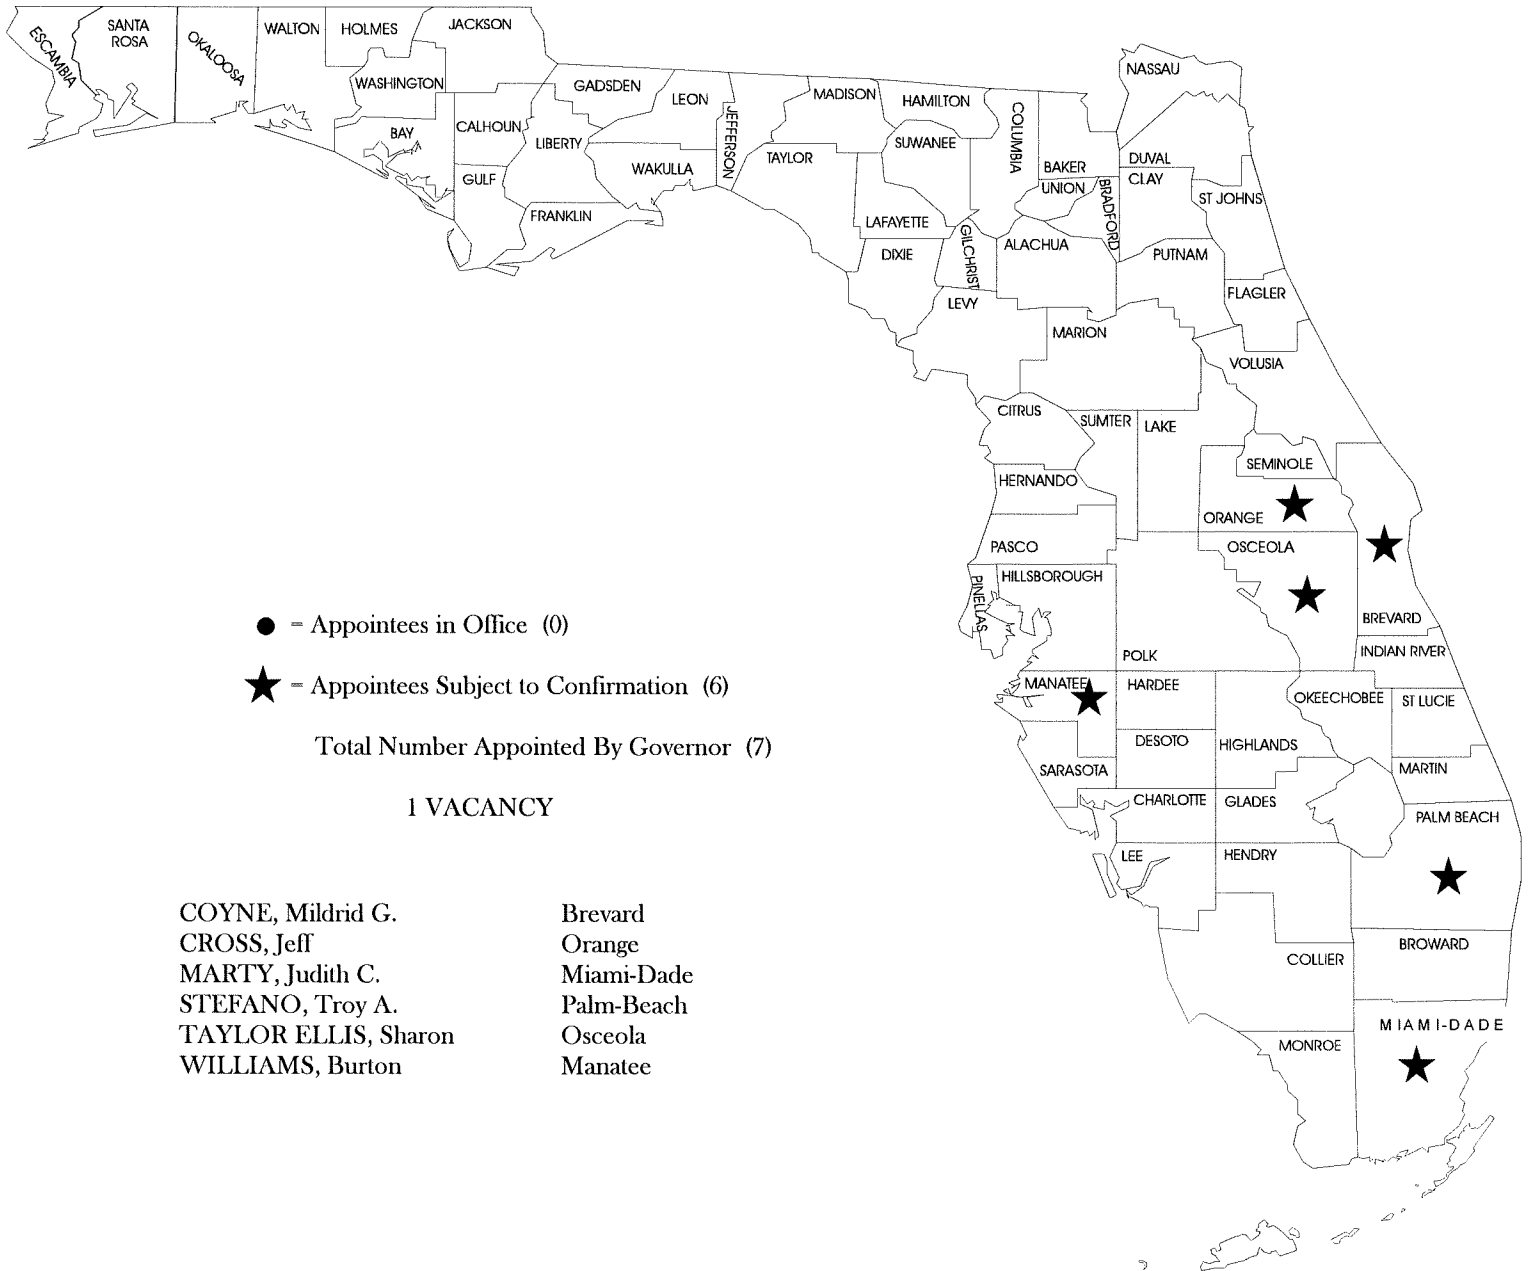 ESCAMBIA
SANTA
ROSA
OKALOOSA
WALTON
HOLMES
JACKSON
WASHINGTON
BAY
CALHOUN
GULF
LIBERTY
GADSDEN
FRANKLIN
LEON
WAKULLA
JEFFERSON
MADISON
TAYLOR
HAMILTON
SUWANEE
LAFAYETTE
DIXIE
COLUMBIA
GILCHRIST
NASSAU
BAKER
UNION
BRADFORD
DUVAL
CLAY
ST JOHNS
ALACHUA
PUTNAM
LEVY
FLAGLER
MARION
VOLUSIA
CITRUS
SUMTER
LAKE
SEMINOLE
HERNANDO
ORANGE
PASCO
OSCEOLA
HILLSBOROUGH
PINELLAS
BREVARD
POLK
INDIAN RIVER
MANATEE
HARDEE
OKEECHOBEE
ST LUCIE
DESOTO
HIGHLANDS
SARASOTA
MARTIN
CHARLOTTE
GLADES
PALM BEACH
LEE
HENDRY
BROWARD
COLLIER
MIAMI-DADE
MONROE
= Appointees in Office (0)
= Appointees Subject to Confirmation (6)
Total Number Appointed By Governor (7)
1 VACANCY
COYNE, Mildrid G. Brevard
CROSS, Jeff Orange
MARTY, Judith C. Miami-Dade
STEFANO, Troy A. Palm-Beach
TAYLOR ELLIS, Sharon Osceola
WILLIAMS, Burton Manatee